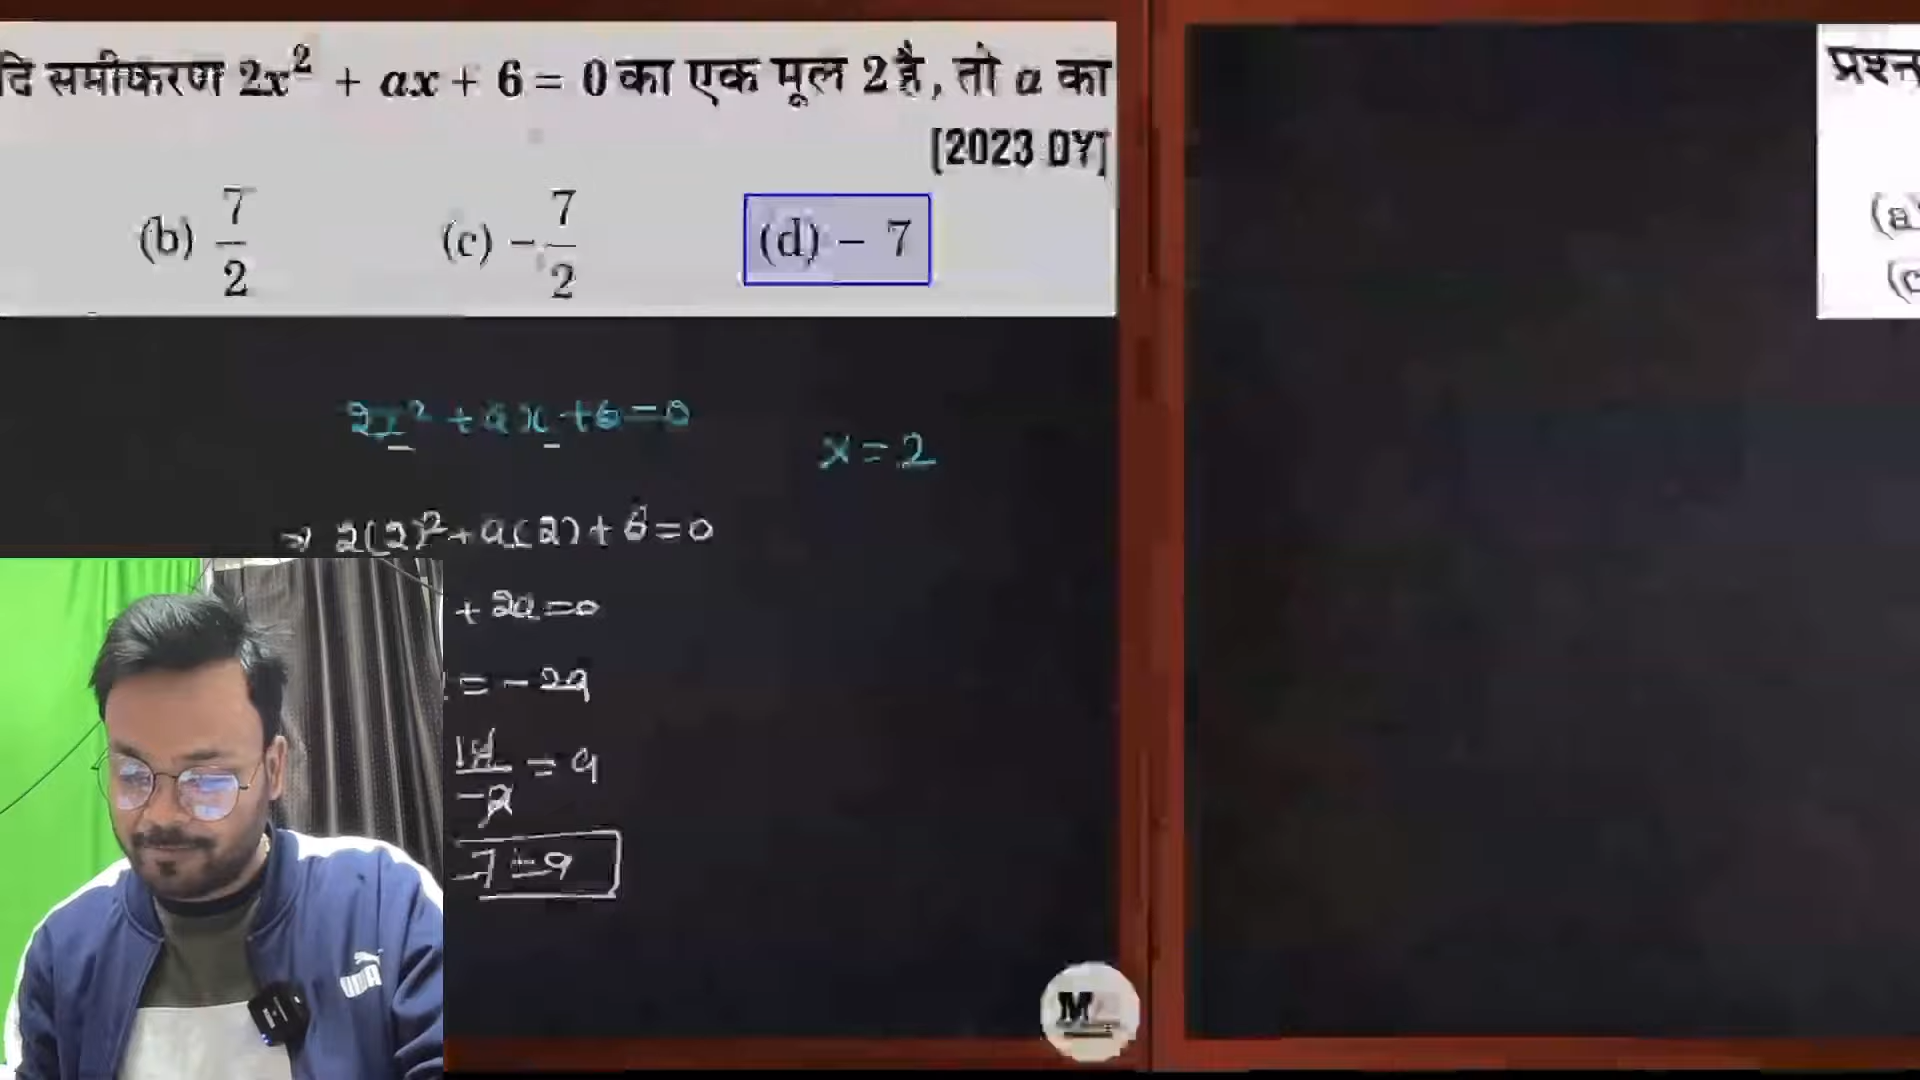 दि समीकरण 2x² + ax + 6 = 0 का एक मूल 2 है, तो a का
[2023 DY]
(b) 7/2 (c) -7/2 (d) - 7
2x² + ax + 6 = 0
x = 2
⇒ 2(2)² + a(2) + 6 = 0
+ 2a = 0
= - 2a
14/-2 = a
-7 = a
प्रश्न
(a)
(c
M